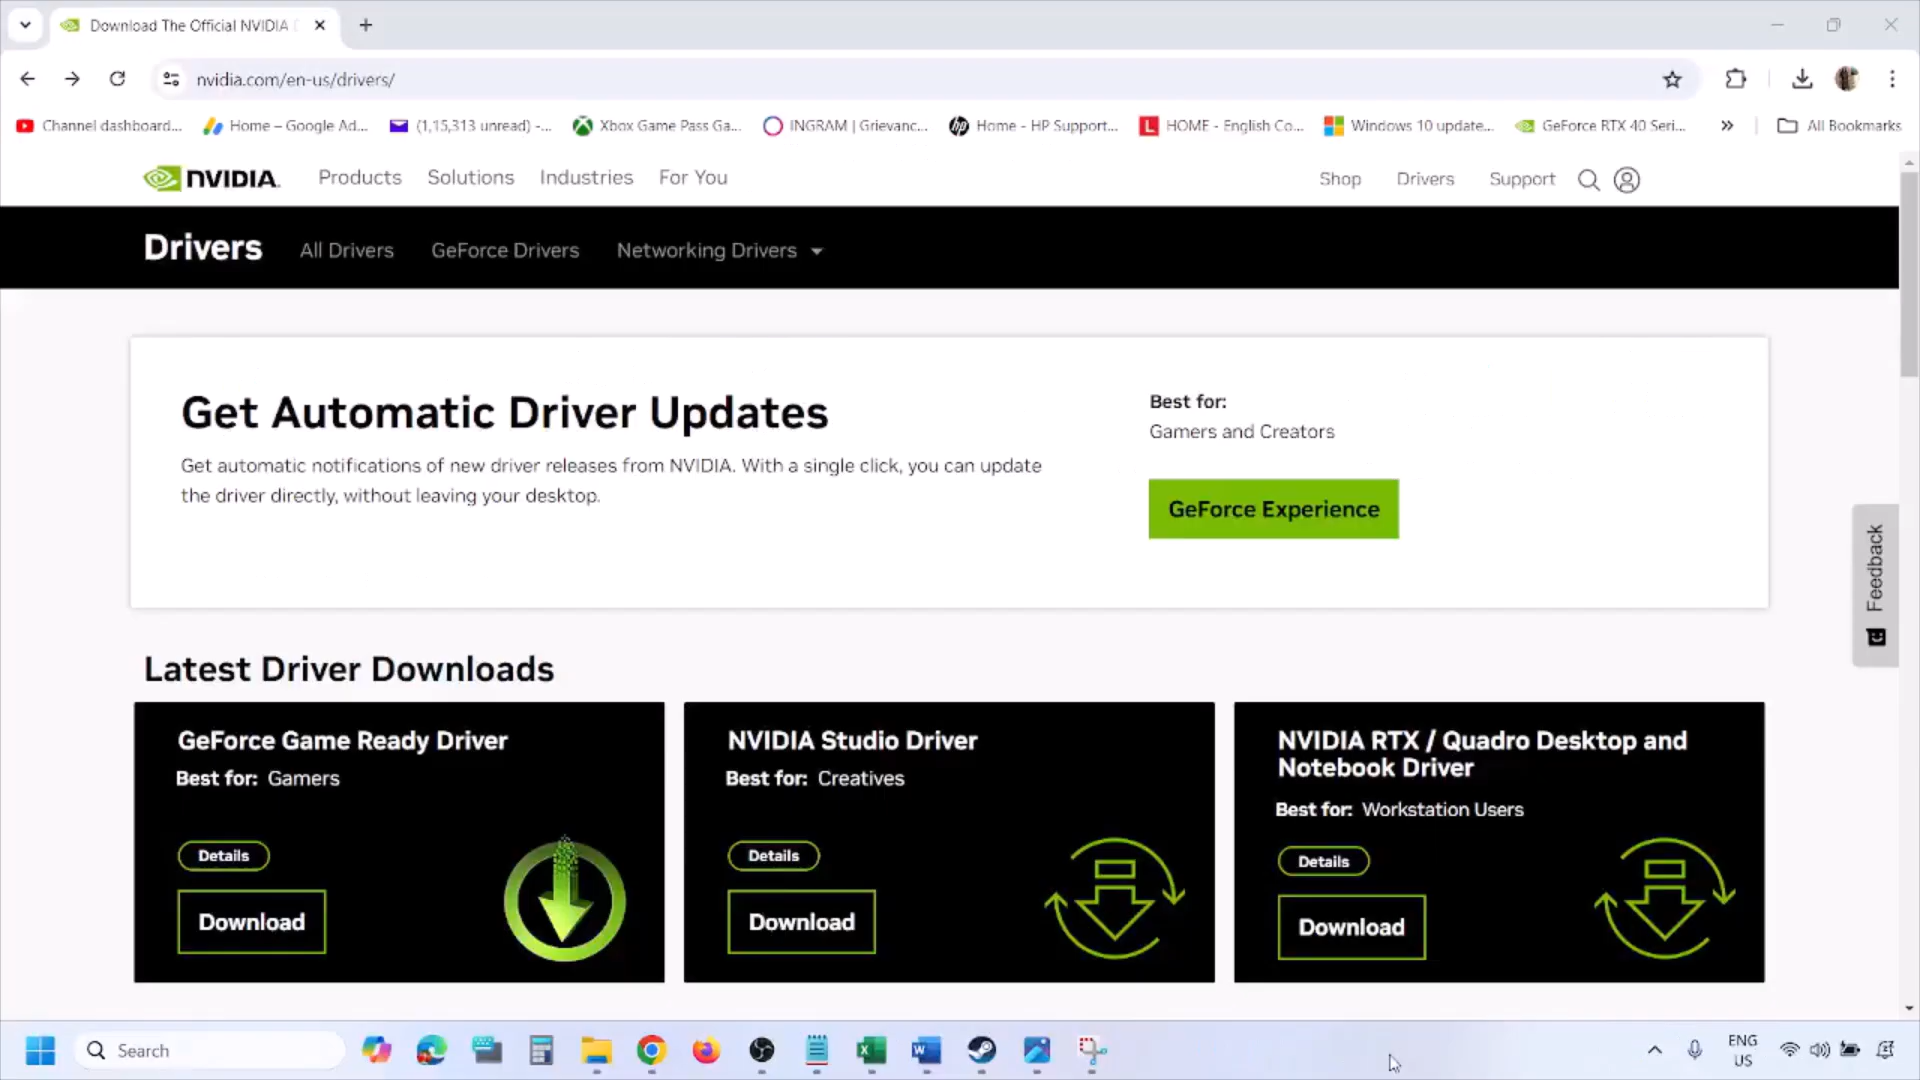 Download The Official NVIDIA
nvidia.com/en-us/drivers/
Channel dashboard... Home – Google Ad... (1,15,313 unread) -... Xbox Game Pass Ga... INGRAM | Grievanc... Home - HP Support... HOME - English Co... Windows 10 update... GeForce RTX 40 Seri... » All Bookmarks
NVIDIA. Products Solutions Industries For You Shop Drivers Support
Drivers All Drivers GeForce Drivers Networking Drivers
Get Automatic Driver Updates
Get automatic notifications of new driver releases from NVIDIA. With a single click, you can update
the driver directly, without leaving your desktop.
Best for:
Gamers and Creators
GeForce Experience
Feedback
Latest Driver Downloads
GeForce Game Ready Driver
Best for: Gamers
Details
Download
NVIDIA Studio Driver
Best for: Creatives
Details
Download
NVIDIA RTX / Quadro Desktop and
Notebook Driver
Best for: Workstation Users
Details
Download
Search
ENG
US